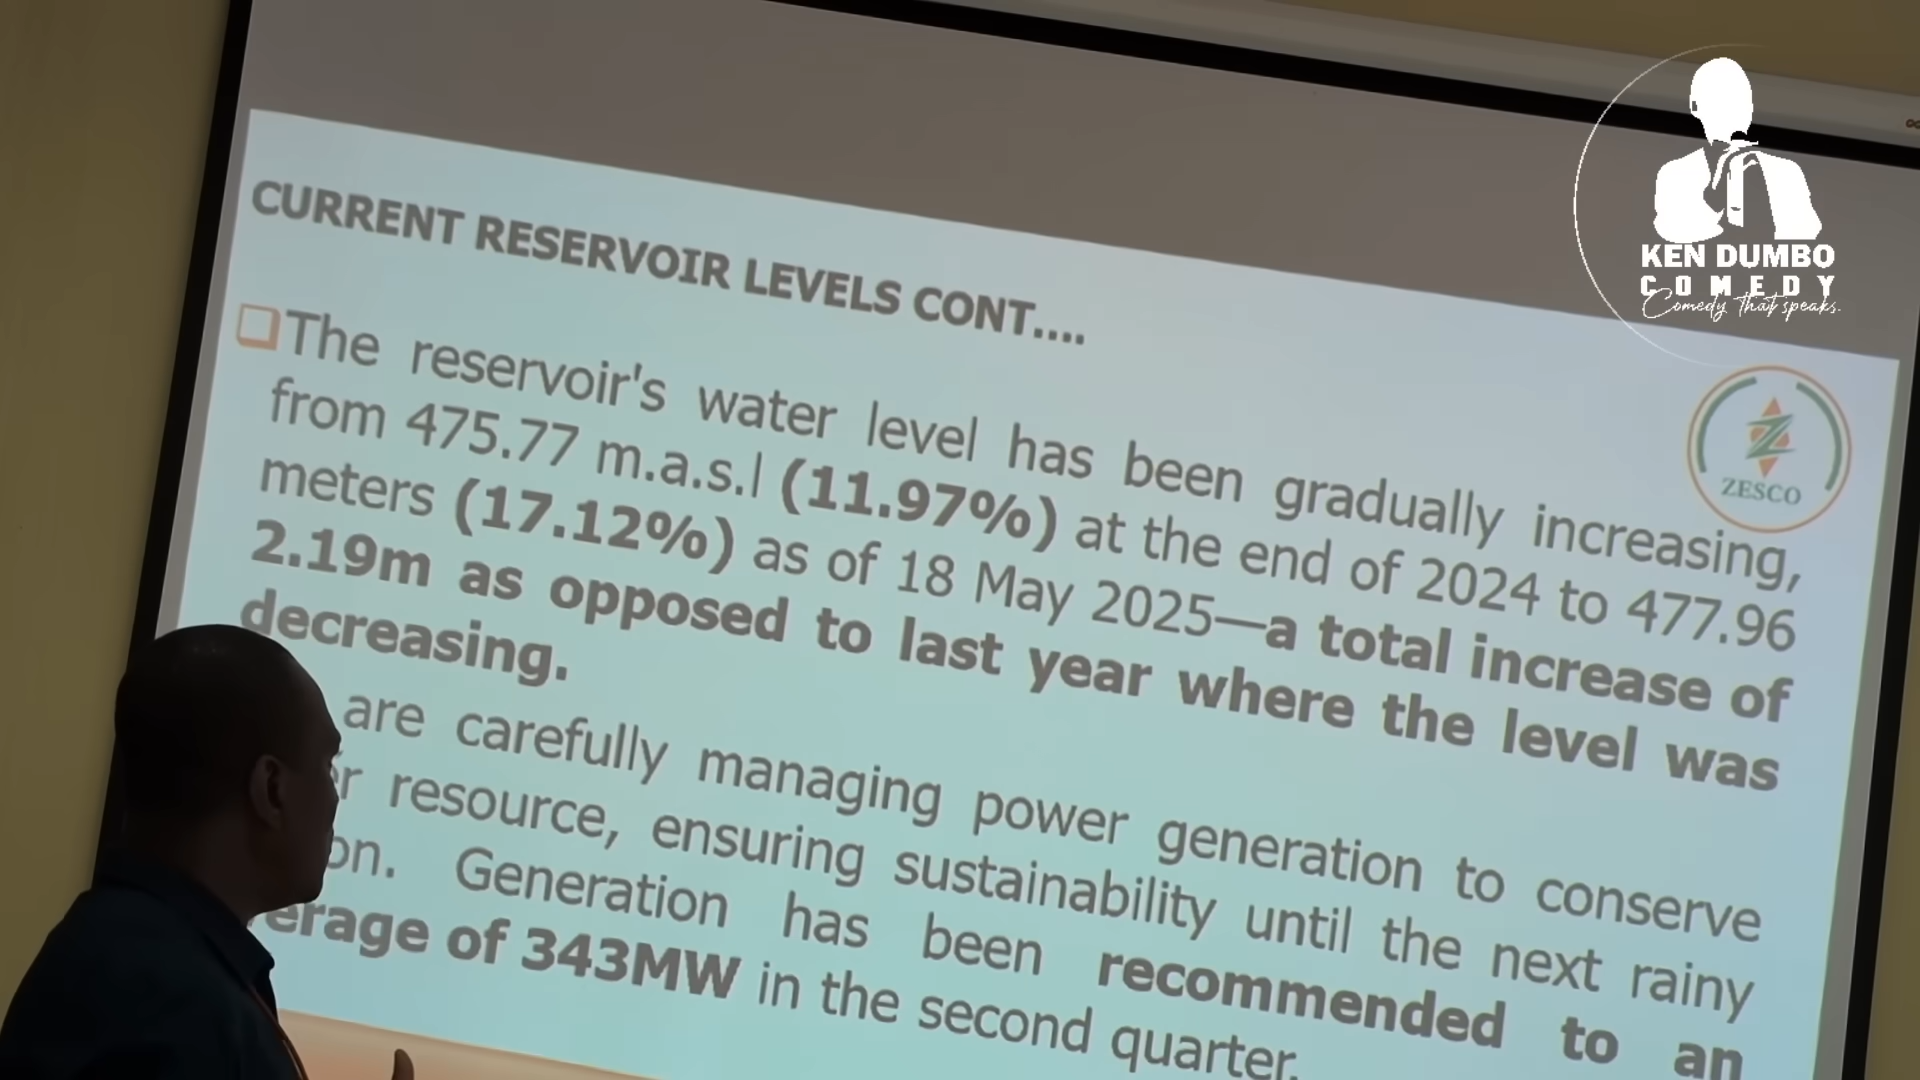 KEN DUMBO
COMEDY
Comedy that speaks.
CURRENT RESERVOIR LEVELS CONT....
ZESCO
The reservoir's water level has been gradually increasing,
from 475.77 m.a.s.l (11.97%) at the end of 2024 to 477.96
meters (17.12%) as of 18 May 2025—a total increase of
2.19m as opposed to last year where the level was
decreasing.
are carefully managing power generation to conserve
resource, ensuring sustainability until the next rainy
Generation has been recommended to an
of 343MW in the second quarter.